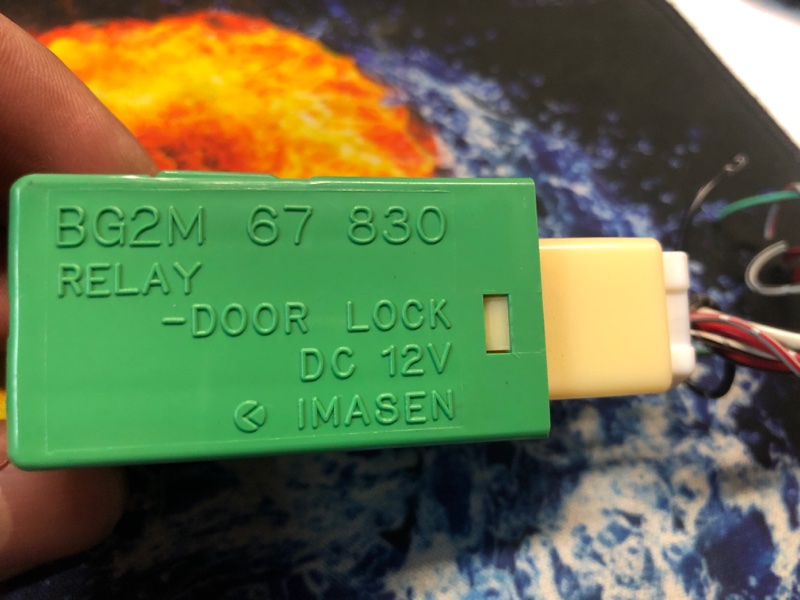 BG2M 67 830
RELAY
-DOOR LOCK
DC 12V
IMASEN